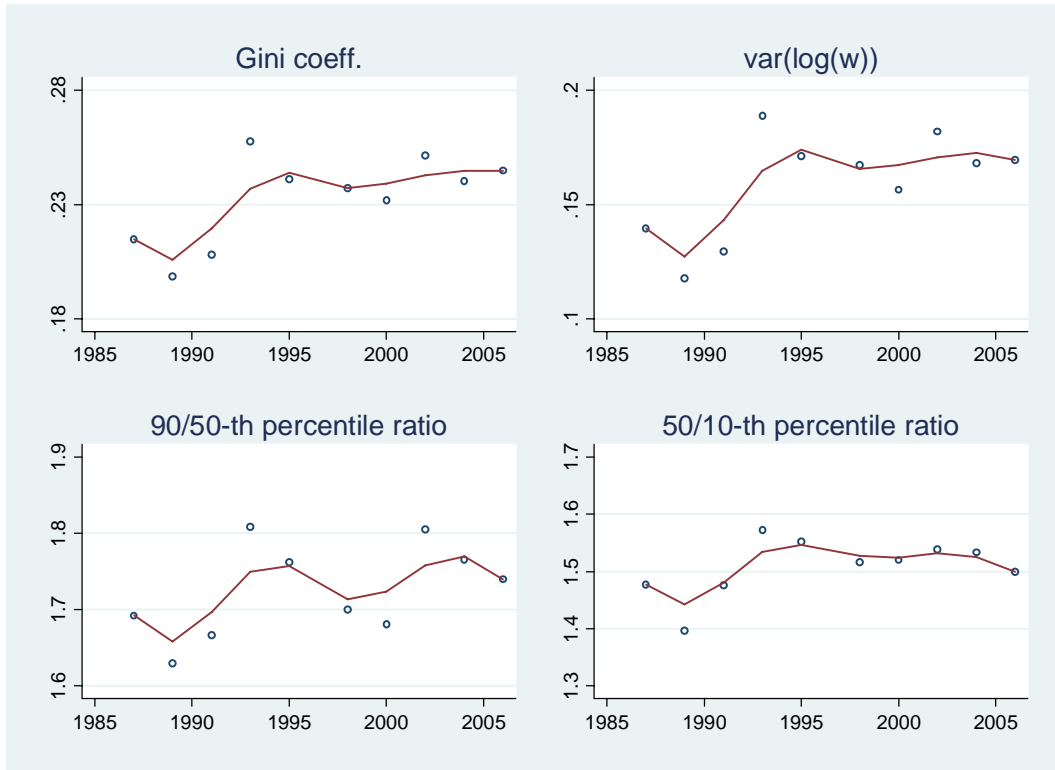 Gini coeff.
.28
.23
.18
1985 1990 1995 2000 2005
var(log(w))
.2
.15
.1
1985 1990 1995 2000 2005
90/50-th percentile ratio
1.9
1.8
1.7
1.6
1985 1990 1995 2000 2005
50/10-th percentile ratio
1.7
1.6
1.5
1.4
1.3
1985 1990 1995 2000 2005